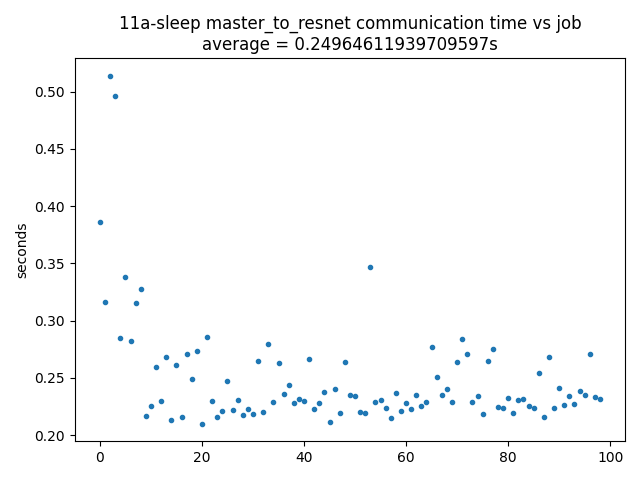 11a-sleep master_to_resnet communication time vs job
average = 0.24964611939709597s
0.50
0.45
0.40
0.35
0.30
0.25
0.20
seconds
0 20 40 60 80 100